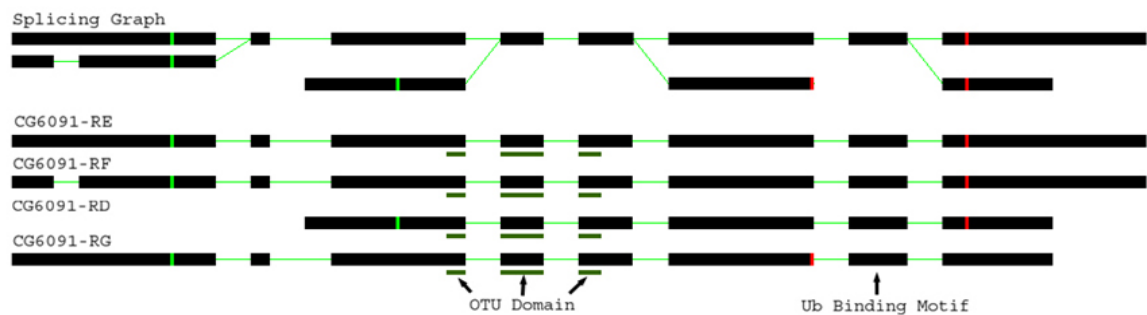 Splicing Graph
CG6091-RE
CG6091-RF
CG6091-RD
CG6091-RG
OTU Domain
Ub Binding Motif